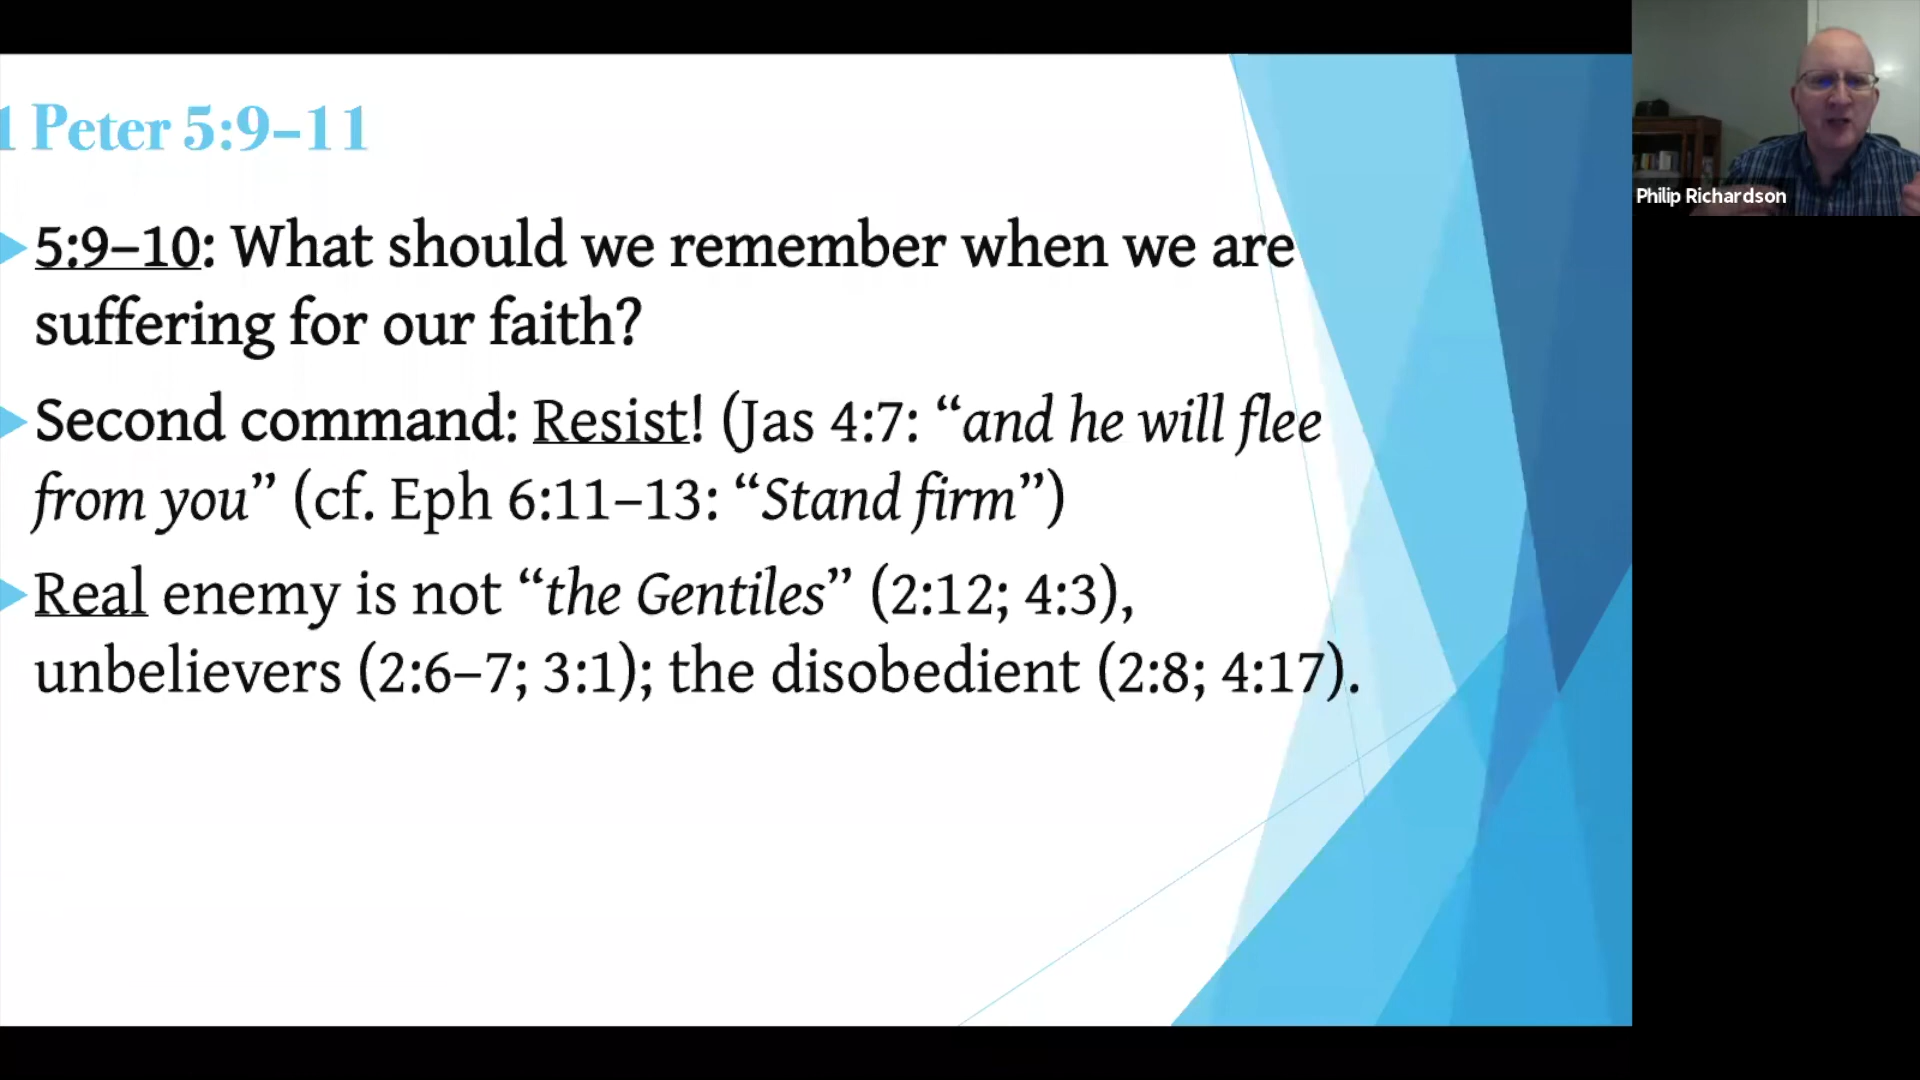 1 Peter 5:9–11
Philip Richardson
5:9–10: What should we remember when we are
suffering for our faith?
Second command: Resist! (Jas 4:7: “and he will flee
from you” (cf. Eph 6:11–13: “Stand firm”)
Real enemy is not “the Gentiles” (2:12; 4:3),
unbelievers (2:6–7; 3:1); the disobedient (2:8; 4:17).